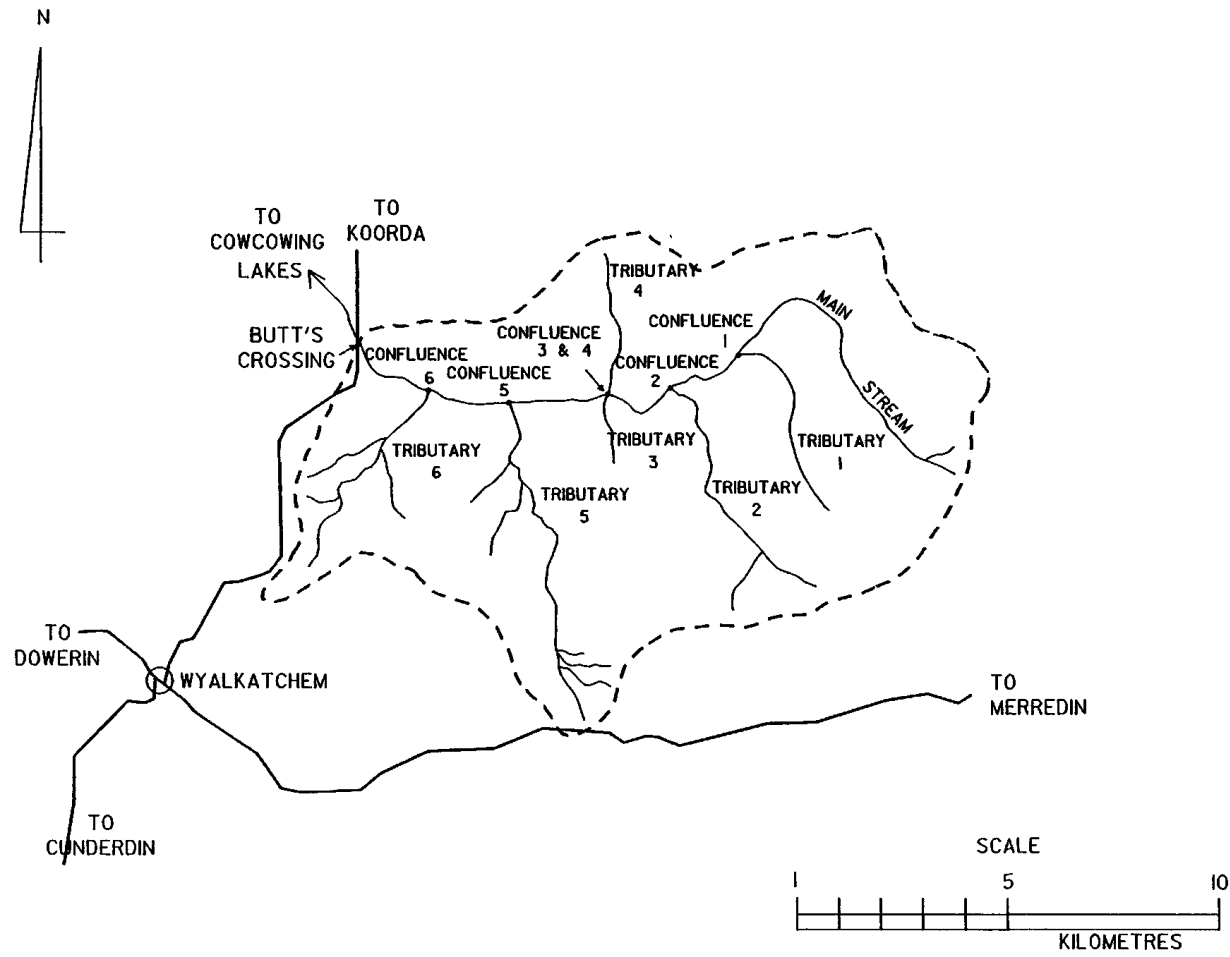 N
TO
KOORDA
TO
COWCOWING
LAKES
TRIBUTARY
4
MAIN
STREAM
CONFLUENCE
1
CONFLUENCE
3 & 4
BUTT'S
CROSSING
CONFLUENCE
6
CONFLUENCE
5
CONFLUENCE
2
TRIBUTARY
6
TRIBUTARY
3
TRIBUTARY
1
TRIBUTARY
5
TRIBUTARY
2
TO
DOWERIN
WYALKATCHEM
TO
MERREDIN
TO
CUNDERDIN
SCALE
1 5 10
KILOMETRES